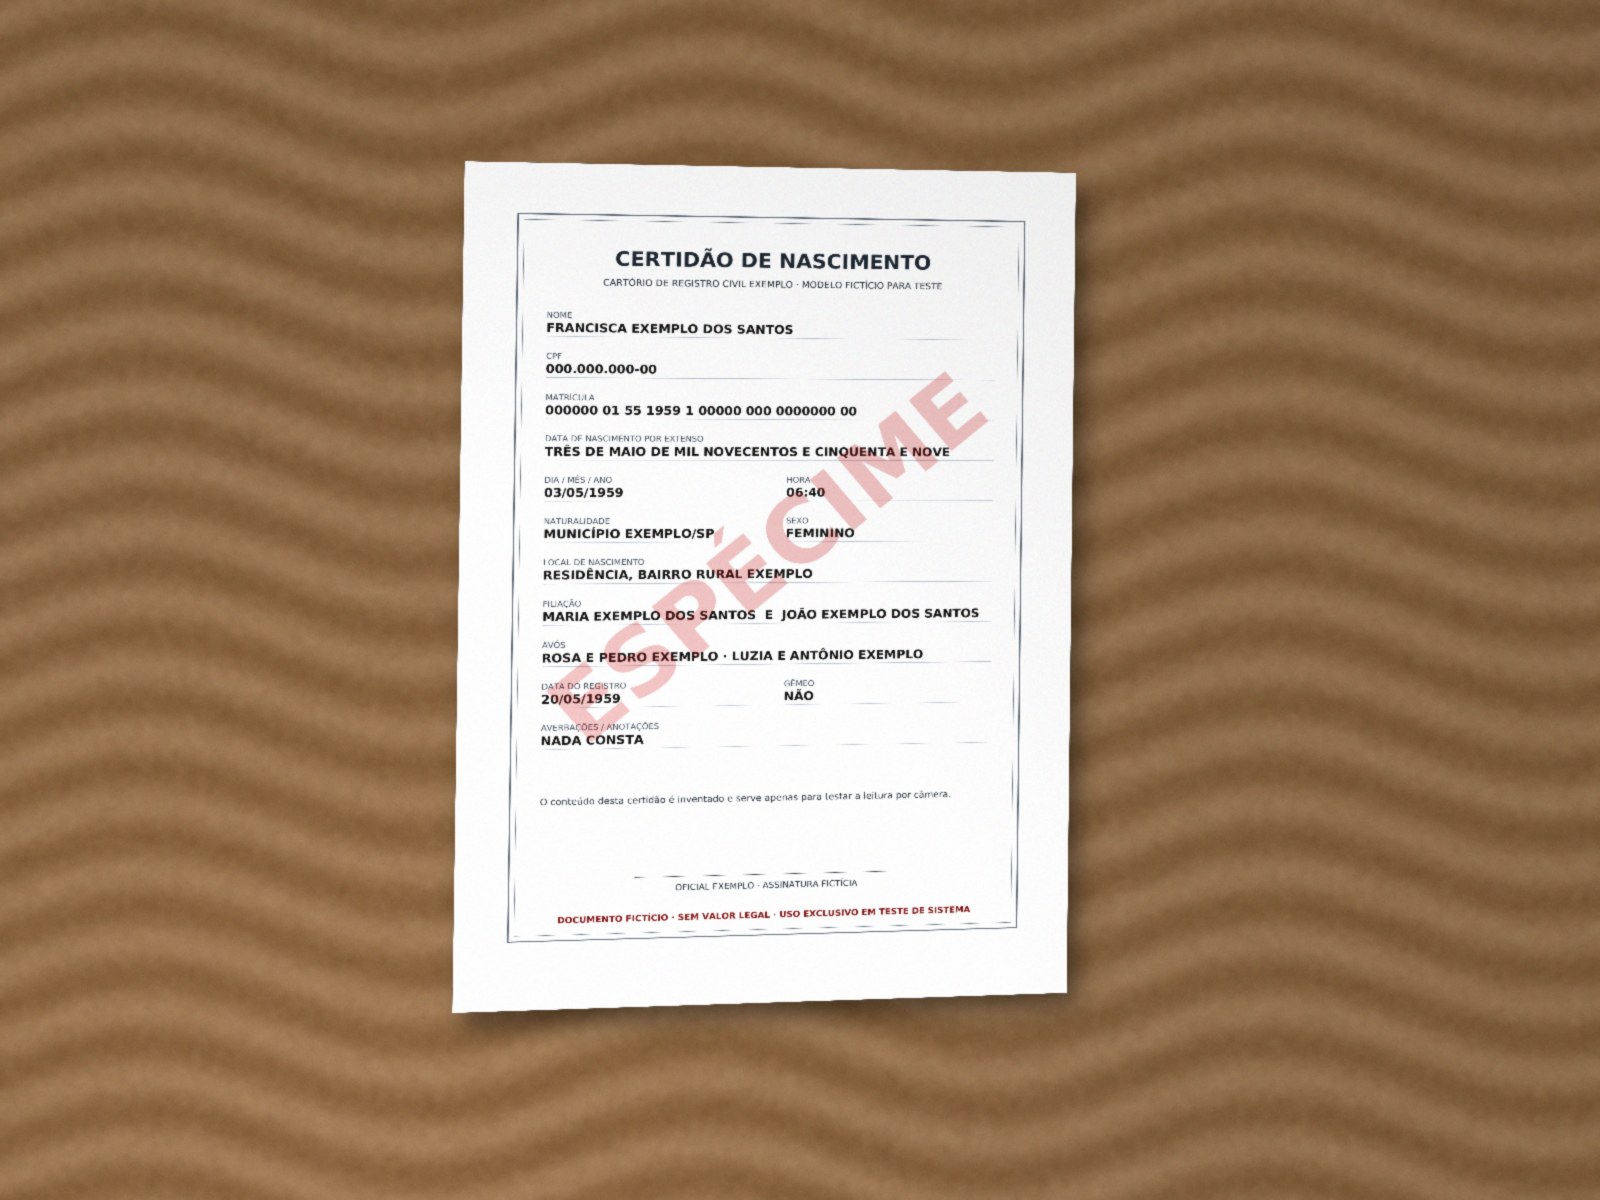 CERTIDÃO DE NASCIMENTO
CARTÓRIO DE REGISTRO CIVIL EXEMPLO · MODELO FICTÍCIO PARA TESTE
NOME
FRANCISCA EXEMPLO DOS SANTOS
CPF
000.000.000-00
MATRÍCULA
000000 01 55 1959 1 00000 000 0000000 00
DATA DE NASCIMENTO POR EXTENSO
TRÊS DE MAIO DE MIL NOVECENTOS E CINQUENTA E NOVE
DIA / MÊS / ANO HORA
03/05/1959 06:40
NATURALIDADE SEXO
MUNICÍPIO EXEMPLO/SP FEMININO
LOCAL DE NASCIMENTO
RESIDÊNCIA, BAIRRO RURAL EXEMPLO
FILIAÇÃO
MARIA EXEMPLO DOS SANTOS E JOÃO EXEMPLO DOS SANTOS
AVÓS
ROSA E PEDRO EXEMPLO · LUZIA E ANTÔNIO EXEMPLO
DATA DO REGISTRO GÊMEO
20/05/1959 NÃO
AVERBAÇÕES / ANOTAÇÕES
NADA CONSTA
ESPÉCIME
O conteúdo desta certidão é inventado e serve apenas para testar a leitura por câmera.
OFICIAL EXEMPLO · ASSINATURA FICTÍCIA
DOCUMENTO FICTÍCIO · SEM VALOR LEGAL · USO EXCLUSIVO EM TESTE DE SISTEMA